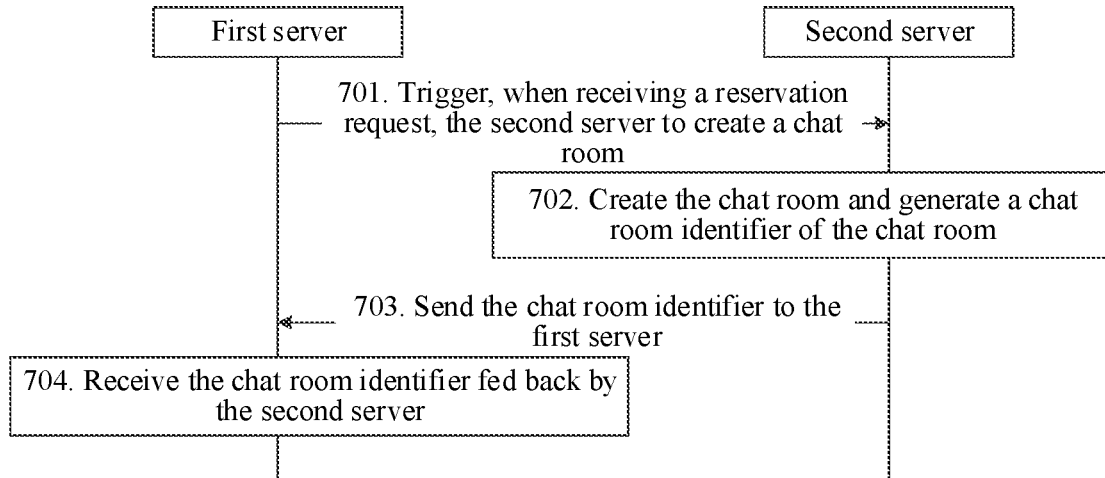 First server
Second server
701. Trigger, when receiving a reservation
request, the second server to create a chat
room
702. Create the chat room and generate a chat
room identifier of the chat room
703. Send the chat room identifier to the
first server
704. Receive the chat room identifier fed back by
the second server